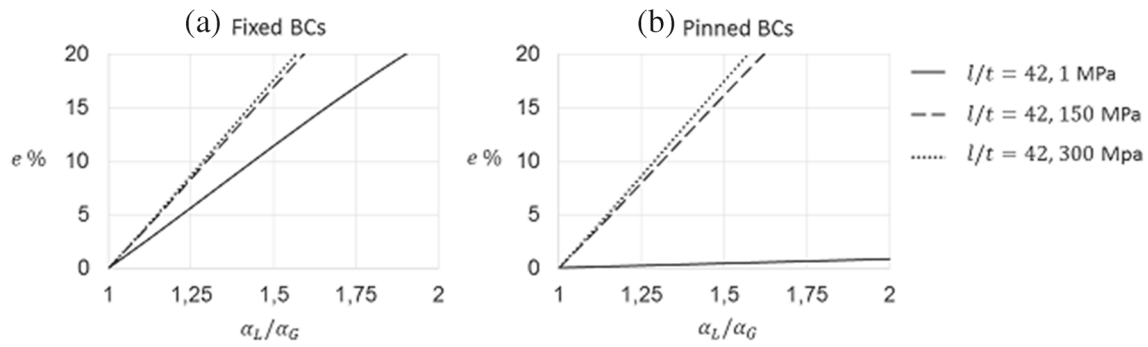 (a) Fixed BCs
20
15
e %
10
5
0
1 1,25 1,5 1,75 2
α_L/α_G
(b) Pinned BCs
20
15
e %
10
5
0
1 1,25 1,5 1,75 2
α_L/α_G
l/t = 42, 1 MPa
l/t = 42, 150 MPa
l/t = 42, 300 Mpa